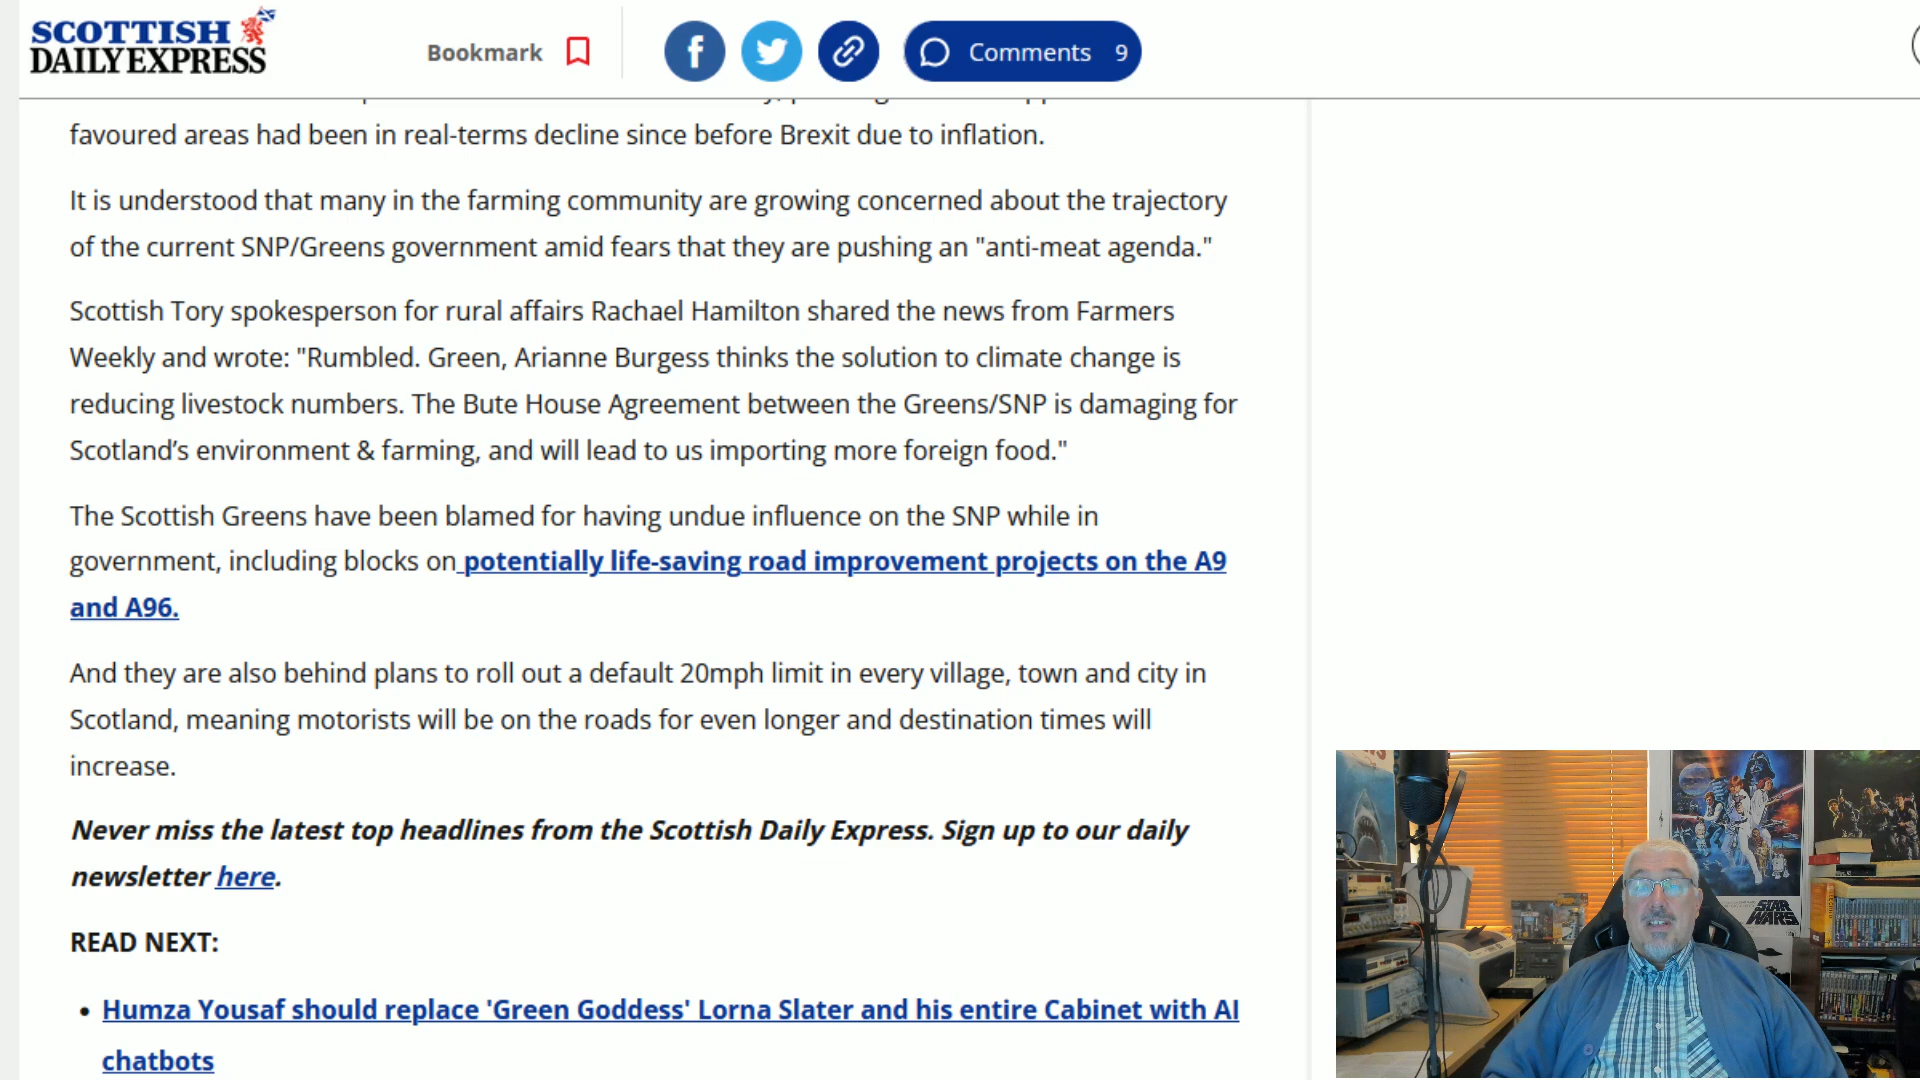 SCOTTISH
DAILY EXPRESS
Bookmark
Comments 9
favoured areas had been in real-terms decline since before Brexit due to inflation.
It is understood that many in the farming community are growing concerned about the trajectory
of the current SNP/Greens government amid fears that they are pushing an "anti-meat agenda."
Scottish Tory spokesperson for rural affairs Rachael Hamilton shared the news from Farmers
Weekly and wrote: "Rumbled. Green, Arianne Burgess thinks the solution to climate change is
reducing livestock numbers. The Bute House Agreement between the Greens/SNP is damaging for
Scotland’s environment & farming, and will lead to us importing more foreign food."
The Scottish Greens have been blamed for having undue influence on the SNP while in
government, including blocks on potentially life-saving road improvement projects on the A9
and A96.
And they are also behind plans to roll out a default 20mph limit in every village, town and city in
Scotland, meaning motorists will be on the roads for even longer and destination times will
increase.
Never miss the latest top headlines from the Scottish Daily Express. Sign up to our daily
newsletter here.
READ NEXT:
• Humza Yousaf should replace 'Green Goddess' Lorna Slater and his entire Cabinet with AI
chatbots
STAR
WARS